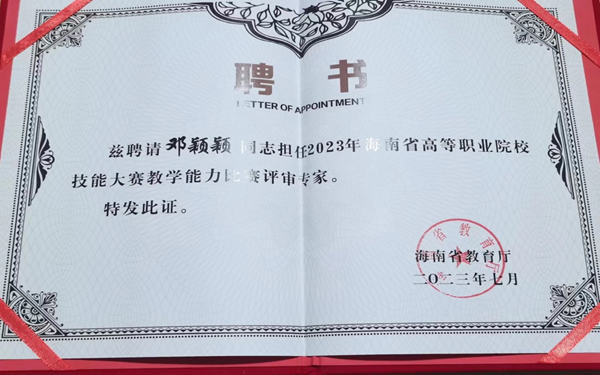 聘书
LETTER OF APPOINTMENT
兹聘请邓颖颖同志担任2023年海南省高等职业院校
技能大赛教学能力比赛评审专家。
特发此证。
海南省教育厅
二〇二三年七月